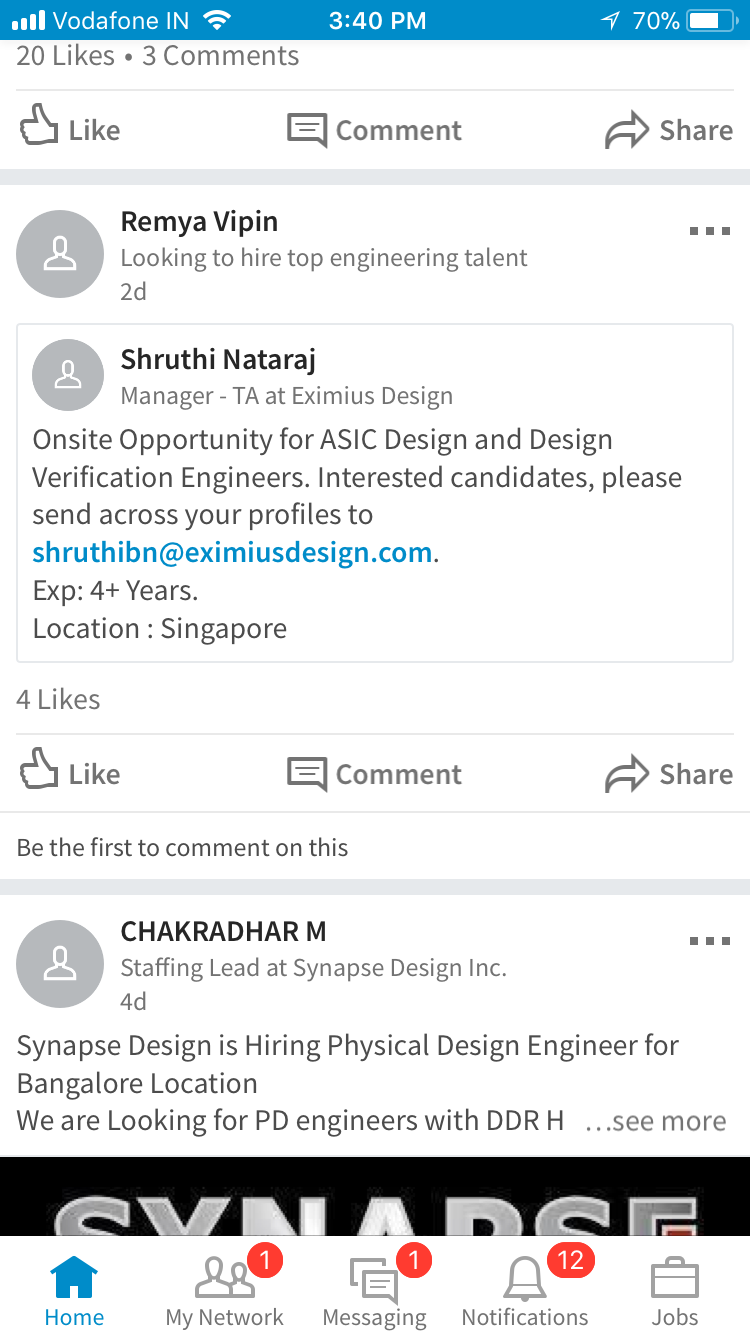 Vodafone IN 3:40 PM 70%
20 Likes • 3 Comments
Like Comment Share
Remya Vipin
Looking to hire top engineering talent
2d
Shruthi Nataraj
Manager - TA at Eximius Design
Onsite Opportunity for ASIC Design and Design
Verification Engineers. Interested candidates, please
send across your profiles to
shruthibn@eximiusdesign.com.
Exp: 4+ Years.
Location : Singapore
4 Likes
Like Comment Share
Be the first to comment on this
CHAKRADHAR M
Staffing Lead at Synapse Design Inc.
4d
Synapse Design is Hiring Physical Design Engineer for
Bangalore Location
We are Looking for PD engineers with DDR H ...see more
SYNAPSE
1 1 12
Home My Network Messaging Notifications Jobs